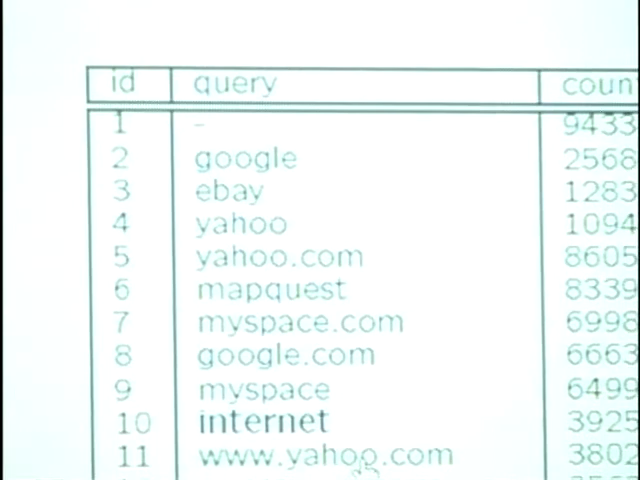 id query coun
1 - 9433
2 google 2568
3 ebay 1283
4 yahoo 1094
5 yahoo.com 8605
6 mapquest 8339
7 myspace.com 6998
8 google.com 6663
9 myspace 6499
10 internet 3925
11 www.yahoo.com 3802